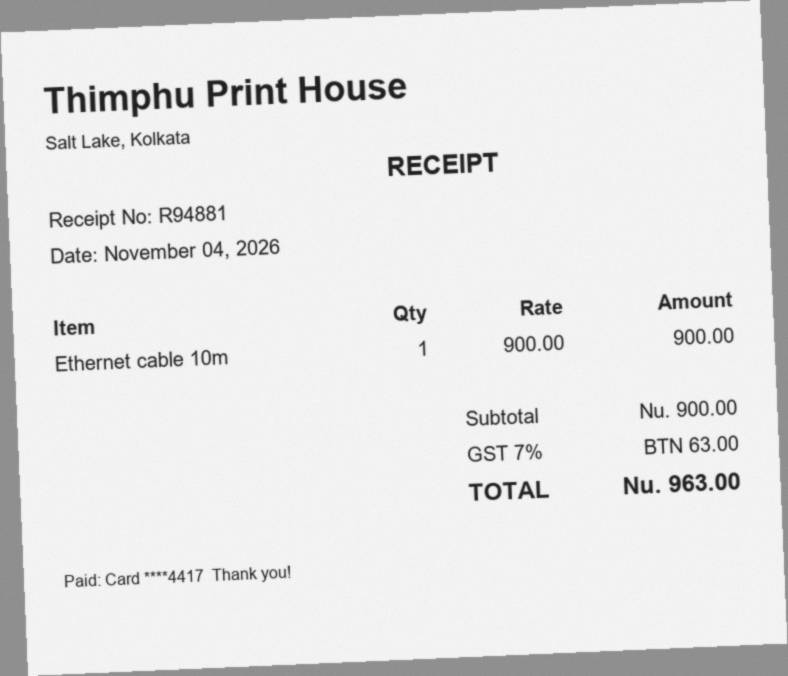 Thimphu Print House
Salt Lake, Kolkata
RECEIPT
Receipt No: R94881
Date: November 04, 2026
Item Qty Rate Amount
Ethernet cable 10m 1 900.00 900.00
Subtotal Nu. 900.00
GST 7% BTN 63.00
TOTAL Nu. 963.00
Paid: Card ****4417 Thank you!